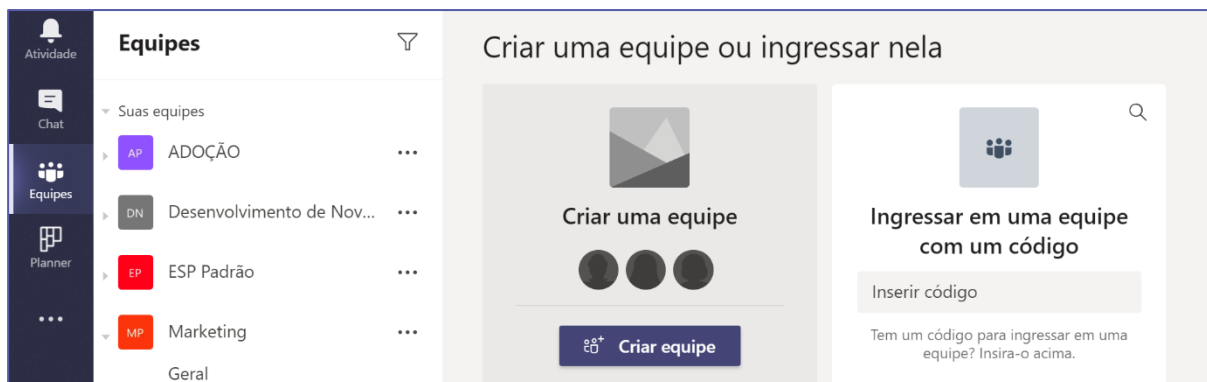 Atividade
Chat
Equipes
Planner
Equipes
Suas equipes
AP ADOÇÃO
DN Desenvolvimento de Nov...
EP ESP Padrão
MP Marketing
Geral
Criar uma equipe ou ingressar nela
Criar uma equipe
Criar equipe
Ingressar em uma equipe
com um código
Inserir código
Tem um código para ingressar em uma
equipe? Insira-o acima.